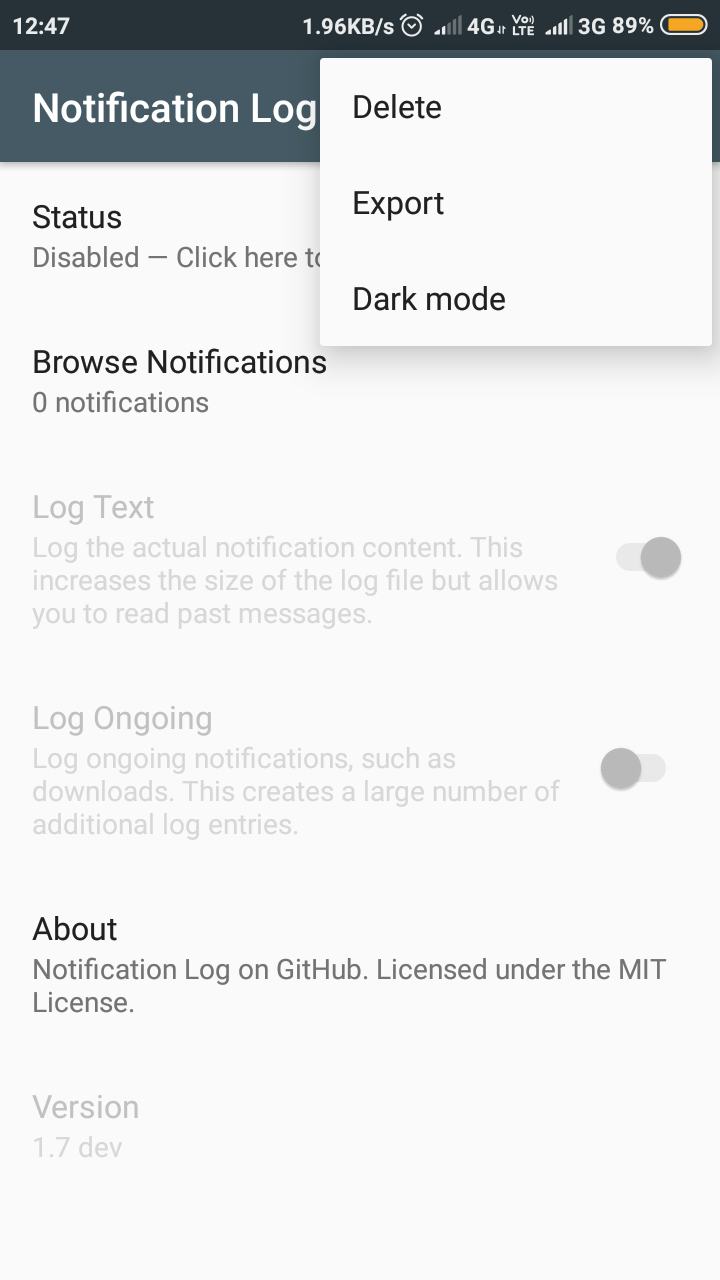 12:47
1.96KB/s 4G Vo) LTE 3G 89%
Notification Log
Delete
Export
Dark mode
Status
Disabled — Click here to
Browse Notifications
0 notifications
Log Text
Log the actual notification content. This
increases the size of the log file but allows
you to read past messages.
Log Ongoing
Log ongoing notifications, such as
downloads. This creates a large number of
additional log entries.
About
Notification Log on GitHub. Licensed under the MIT
License.
Version
1.7 dev